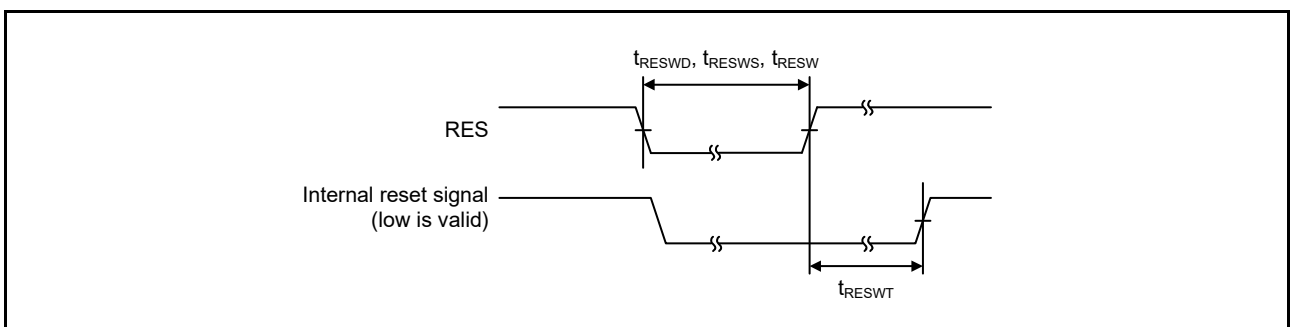 tRESWD, tRESWS, tRESW
RES
Internal reset signal
(low is valid)
tRESWT